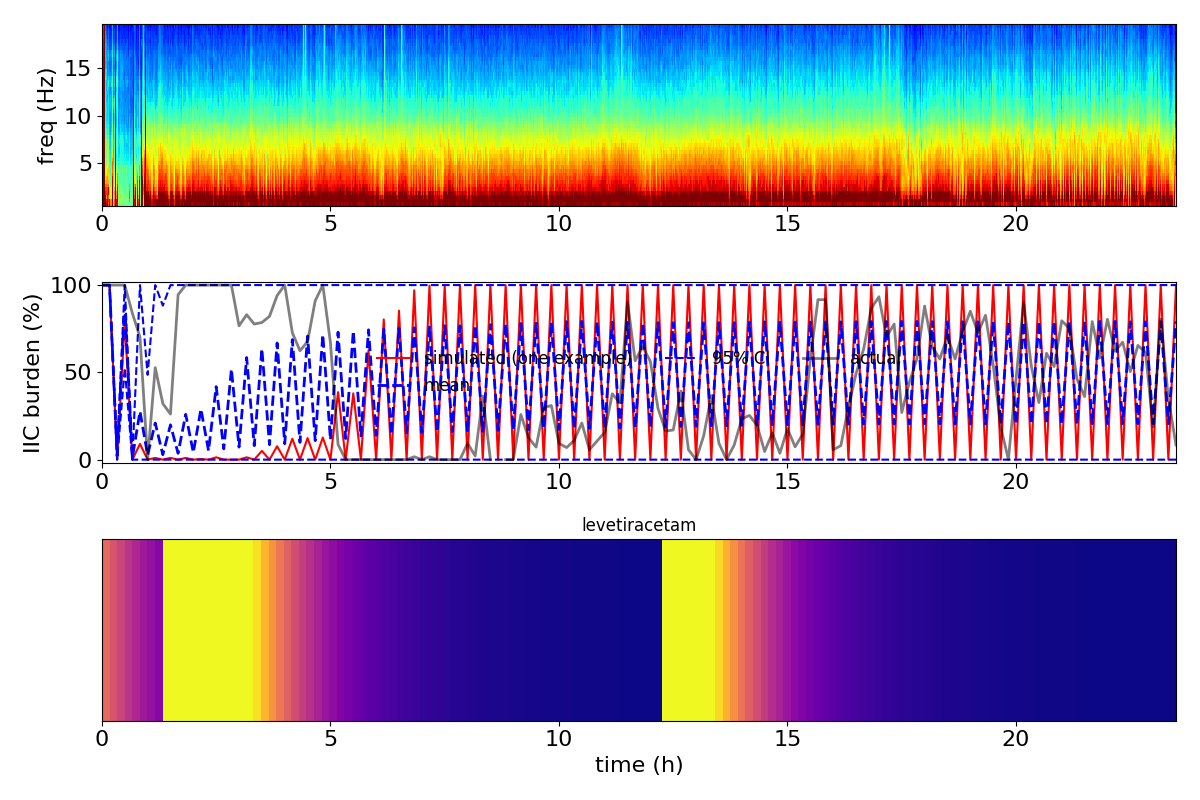 freq (Hz)
15
10
5
0 5 10 15 20
IIC burden (%)
100
50
0
simulated (one example) 95% CI actual
mean
0 5 10 15 20
levetiracetam
0 5 10 15 20
time (h)